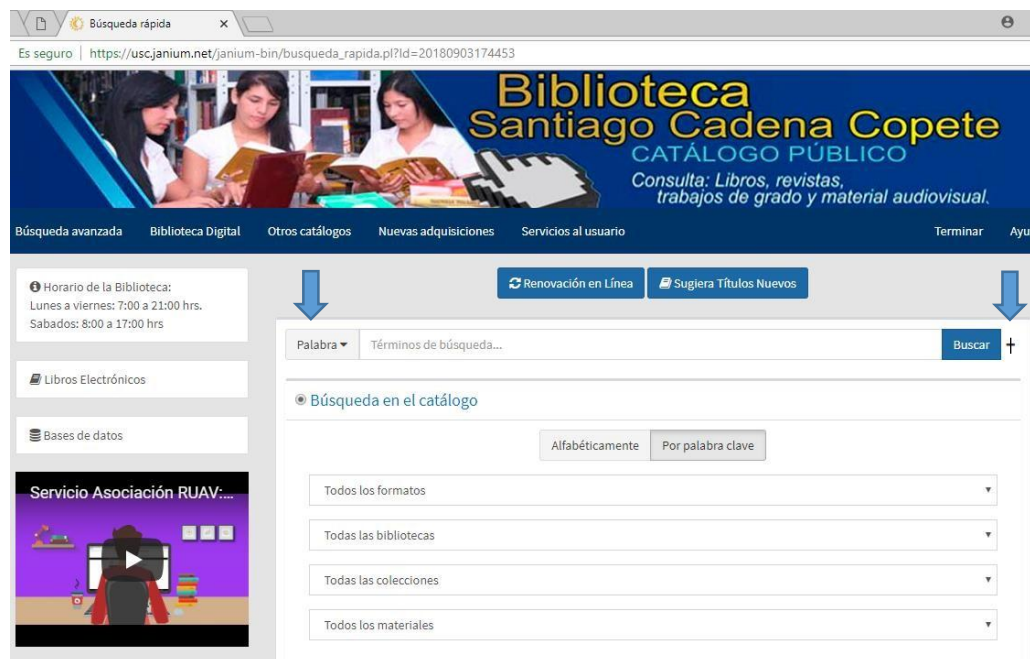 Búsqueda rápida
Es seguro | https://usc.janium.net/janium-bin/busqueda_rapida.pl?Id=20180903174453
Biblioteca
Santiago Cadena Copete
CATÁLOGO PÚBLICO
Consulta: Libros, revistas,
trabajos de grado y material audiovisual.
Búsqueda avanzada Biblioteca Digital Otros catálogos Nuevas adquisiciones Servicios al usuario Terminar Ayu
Renovación en Línea Sugiera Títulos Nuevos
Horario de la Biblioteca:
Lunes a viernes: 7:00 a 21:00 hrs.
Sabados: 8:00 a 17:00 hrs
Palabra Términos de búsqueda... Buscar +
Libros Electrónicos
Búsqueda en el catálogo
Bases de datos
Alfabéticamente Por palabra clave
Servicio Asociación RUAV:...
Todos los formatos
Todas las bibliotecas
Todas las colecciones
Todos los materiales